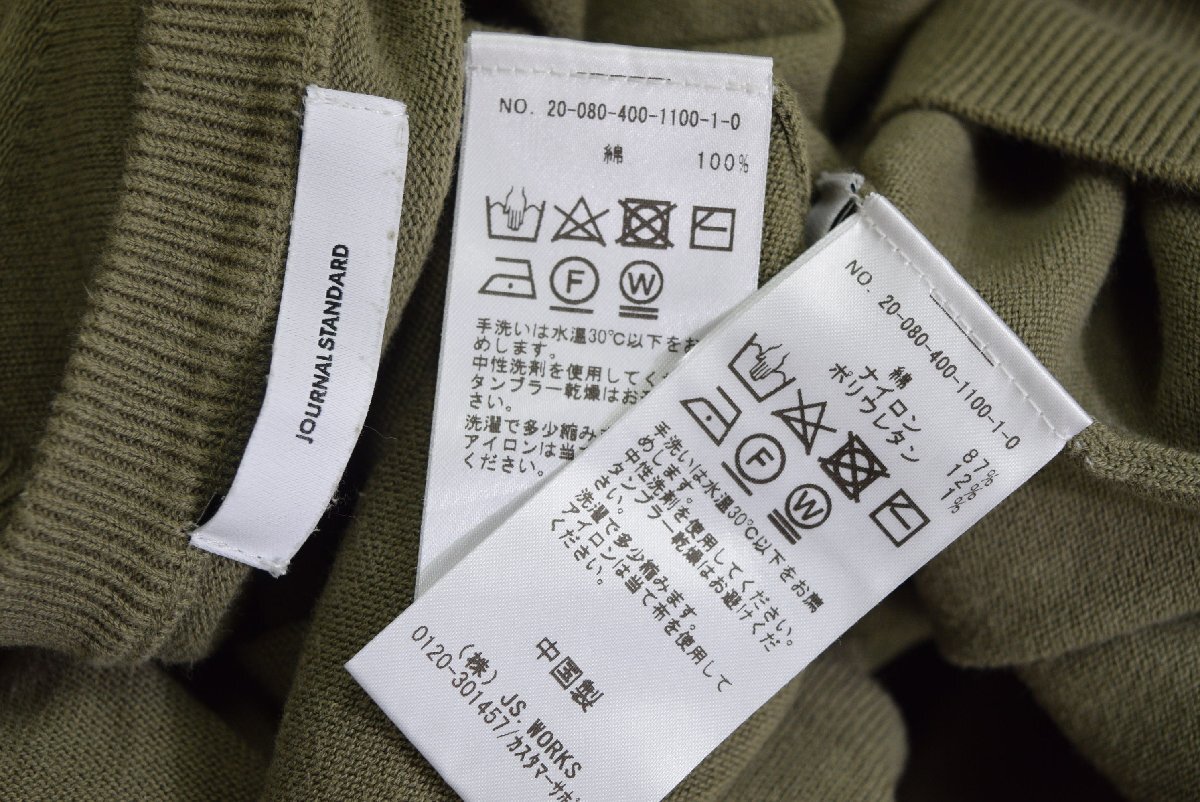 JOURNAL STANDARD
NO. 20-080-400-1100-1-0
綿 100%
F W
手洗いは水温30℃以下をお
めします。
中性洗剤を使用してく
タンブラー乾燥はお
さい。
洗濯で多少縮みます
アイロンは当
ください。
NO. 20-080-400-1100-1-0
綿 87%
ナイロン 12%
ポリウレタン 1%
F W
手洗いは水温30℃以下をお薦
めします。
中性洗剤を使用してください。
タンブラー乾燥はお避けくだ
さい。
洗濯で多少縮みます。
アイロンは当て布を使用して
ください。
中国製
(株) JS. WORKS
0120-301457/カスタマーサポ